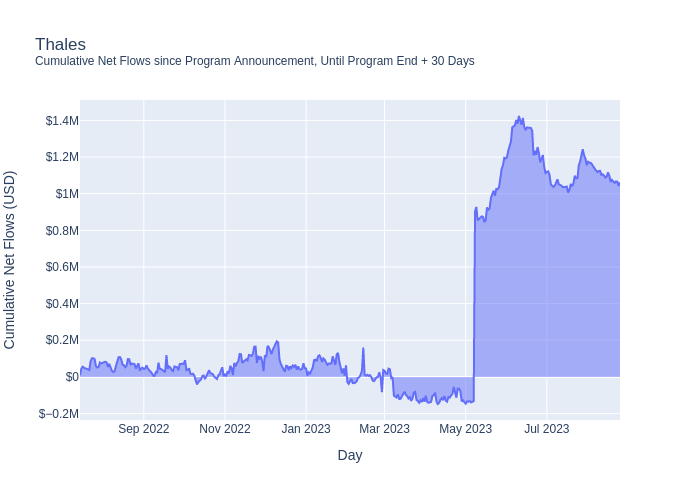 Thales
Cumulative Net Flows since Program Announcement, Until Program End + 30 Days
Cumulative Net Flows (USD)
$1.4M
$1.2M
$1M
$0.8M
$0.6M
$0.4M
$0.2M
$0
$−0.2M
Sep 2022
Nov 2022
Jan 2023
Mar 2023
May 2023
Jul 2023
Day